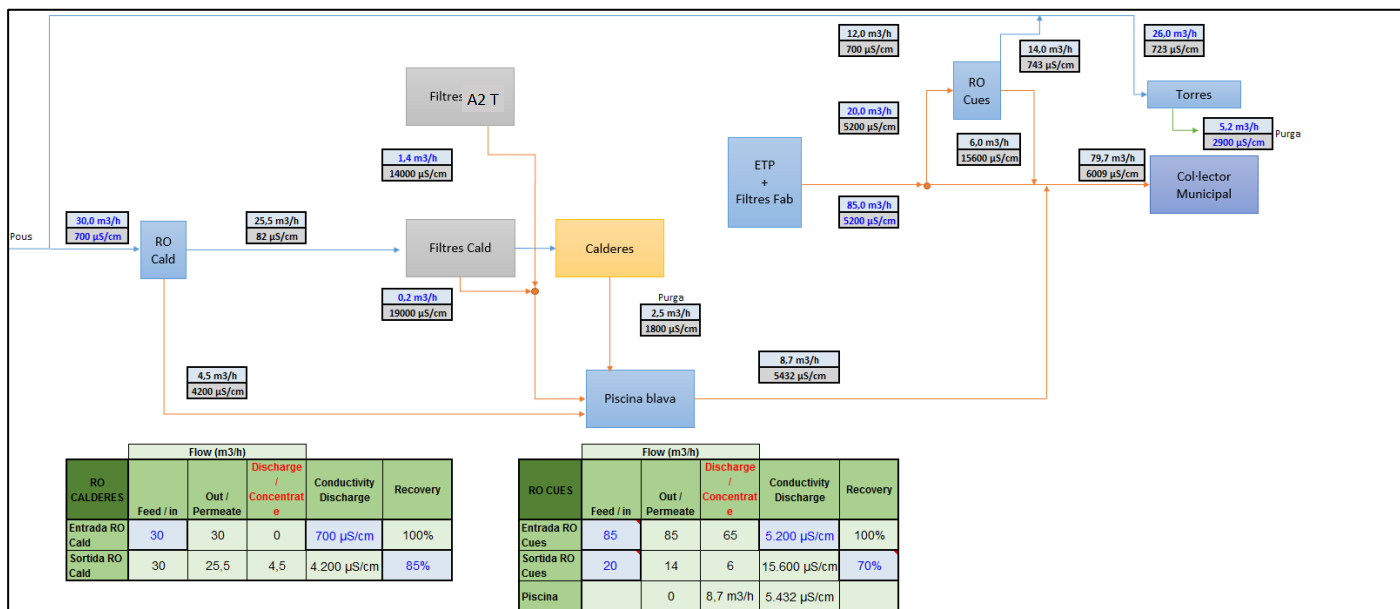 12,0 m3/h
700 µS/cm
14,0 m3/h
743 µS/cm
26,0 m3/h
723 µS/cm
Filtres A2 T
RO
Cues
Torres
20,0 m3/h
5200 µS/cm
5,2 m3/h
2900 µS/cm
Purga
1,4 m3/h
14000 µS/cm
ETP
+
Filtres Fab
6,0 m3/h
15600 µS/cm
79,7 m3/h
6009 µS/cm
Col·lector
Municipal
85,0 m3/h
5200 µS/cm
Pous
30,0 m3/h
700 µS/cm
RO
Cald
25,5 m3/h
82 µS/cm
Filtres Cald
Calderes
0,2 m3/h
19000 µS/cm
Purga
2,5 m3/h
1800 µS/cm
4,5 m3/h
4200 µS/cm
Piscina blava
8,7 m3/h
5432 µS/cm
Flow (m3/h)
RO
CALDERES
Feed / in
Out /
Permeate
Discharge
/
Concentrat
e
Conductivity
Discharge
Recovery
Entrada RO
Cald
30
30
0
700 µS/cm
100%
Sortida RO
Cald
30
25,5
4,5
4.200 µS/cm
85%
Flow (m3/h)
RO CUES
Feed / in
Out /
Permeate
Discharge
/
Concentrat
e
Conductivity
Discharge
Recovery
Entrada RO
Cues
85
85
65
5.200 µS/cm
100%
Sortida RO
Cues
20
14
6
15.600 µS/cm
70%
Piscina
0
8,7 m3/h
5.432 µS/cm